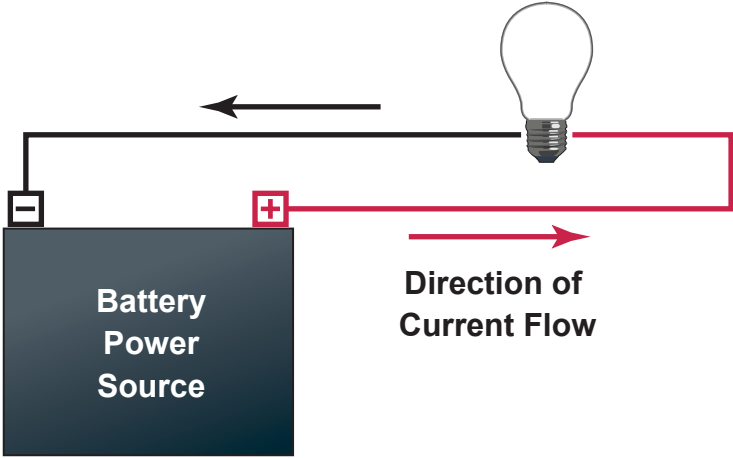 −
+
Direction of
Current Flow
Battery
Power
Source